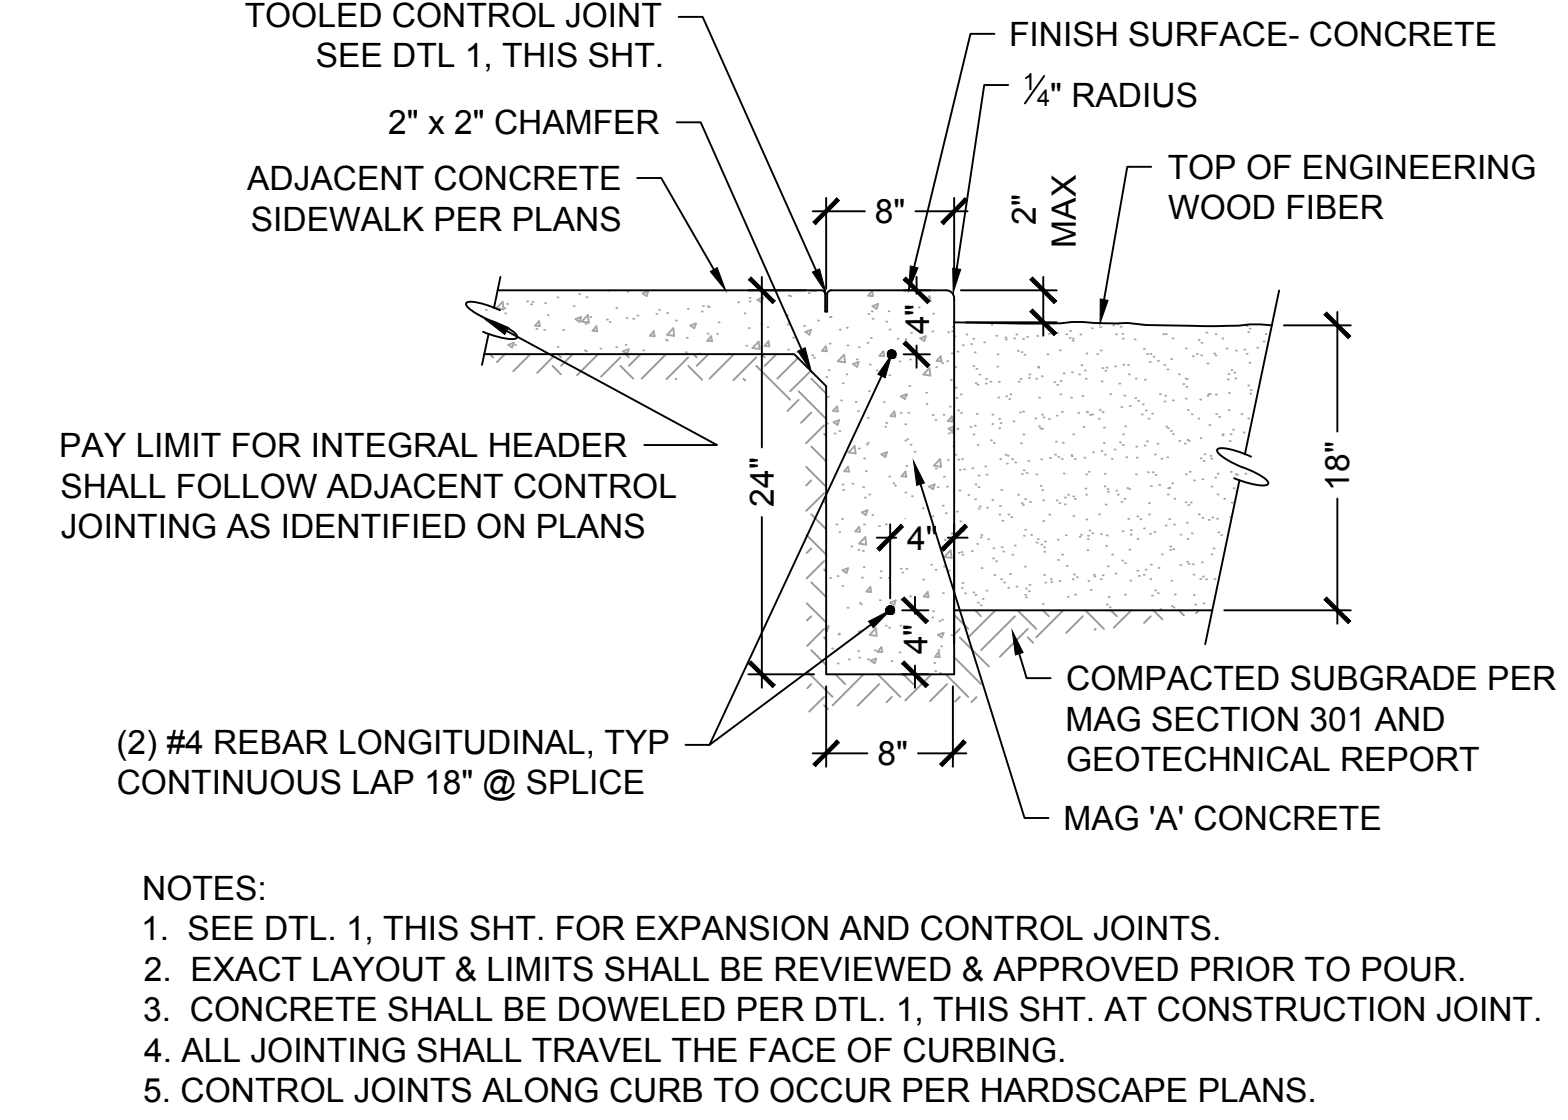 TOOLED CONTROL JOINT
SEE DTL 1, THIS SHT.
2" x 2" CHAMFER
ADJACENT CONCRETE
SIDEWALK PER PLANS
FINISH SURFACE- CONCRETE
¼" RADIUS
TOP OF ENGINEERING
WOOD FIBER
8"
2"
MAX
4"
24"
18"
4"
4"
8"
PAY LIMIT FOR INTEGRAL HEADER
SHALL FOLLOW ADJACENT CONTROL
JOINTING AS IDENTIFIED ON PLANS
(2) #4 REBAR LONGITUDINAL, TYP
CONTINUOUS LAP 18" @ SPLICE
COMPACTED SUBGRADE PER
MAG SECTION 301 AND
GEOTECHNICAL REPORT
MAG 'A' CONCRETE
NOTES:
1. SEE DTL. 1, THIS SHT. FOR EXPANSION AND CONTROL JOINTS.
2. EXACT LAYOUT & LIMITS SHALL BE REVIEWED & APPROVED PRIOR TO POUR.
3. CONCRETE SHALL BE DOWELED PER DTL. 1, THIS SHT. AT CONSTRUCTION JOINT.
4. ALL JOINTING SHALL TRAVEL THE FACE OF CURBING.
5. CONTROL JOINTS ALONG CURB TO OCCUR PER HARDSCAPE PLANS.